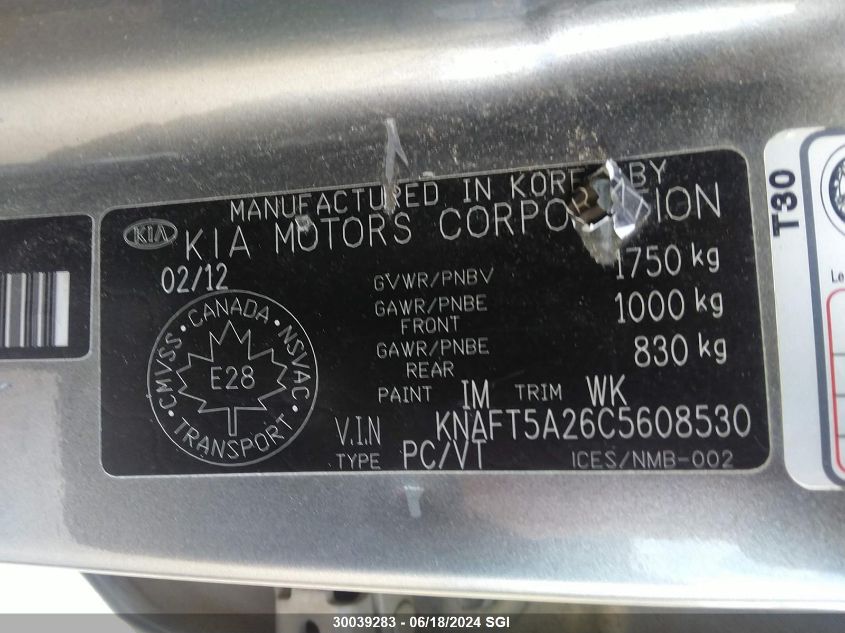 MANUFACTURED IN KOREA BY
KIA
KIA MOTORS CORPORATION
02/12
GVWR/PNBV 1750 kg
GAWR/PNBE FRONT 1000 kg
GAWR/PNBE REAR 830 kg
CMVSS • CANADA • NSVAC • TRANSPORT •
E28
PAINT IM TRIM WK
V.I.N KNAFT5A26C5608530
TYPE PC/VT ICES/NMB-002
T30
30039283 - 06/18/2024 SGI